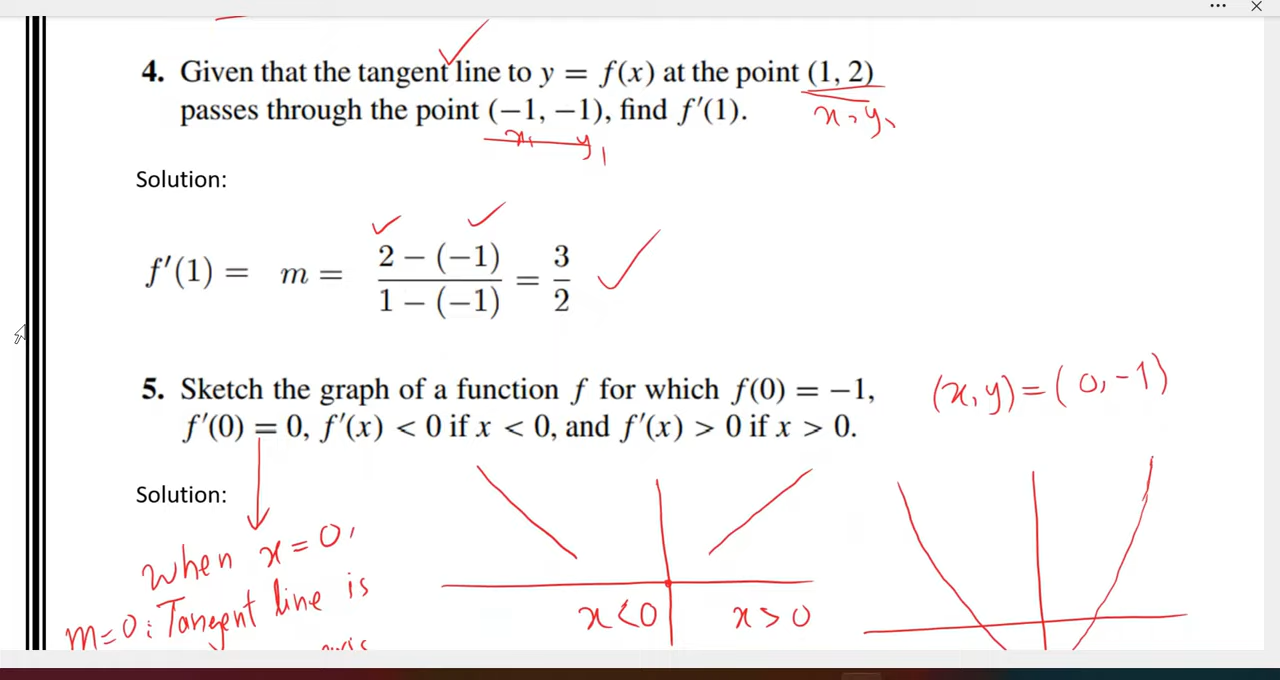 4. Given that the tangent line to y = f(x) at the point (1, 2)
passes through the point (−1, −1), find f′(1).
x₂ y₂
x₁ y₁
Solution:
f′(1) = m = 2 − (−1) / 1 − (−1) = 3/2
5. Sketch the graph of a function f for which f(0) = −1,
f′(0) = 0, f′(x) < 0 if x < 0, and f′(x) > 0 if x > 0.
(x, y) = (0, -1)
Solution:
when x = 0,
m=0: Tangent line is
x<0 x>0